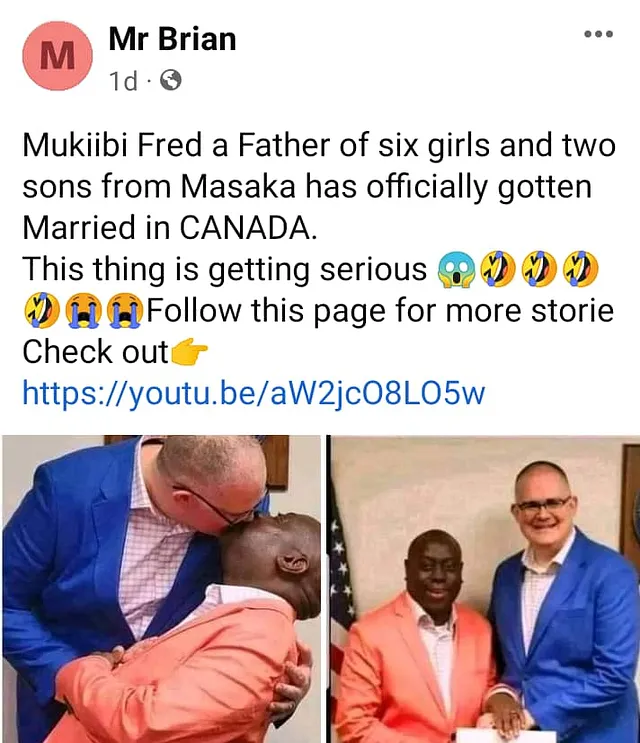 M
Mr Brian
1d ·
Mukiibi Fred a Father of six girls and two
sons from Masaka has officially gotten
Married in CANADA.
This thing is getting serious 😱🤣🤣🤣
🤣😭😭Follow this page for more storie
Check out👉
https://youtu.be/aW2jcO8LO5w